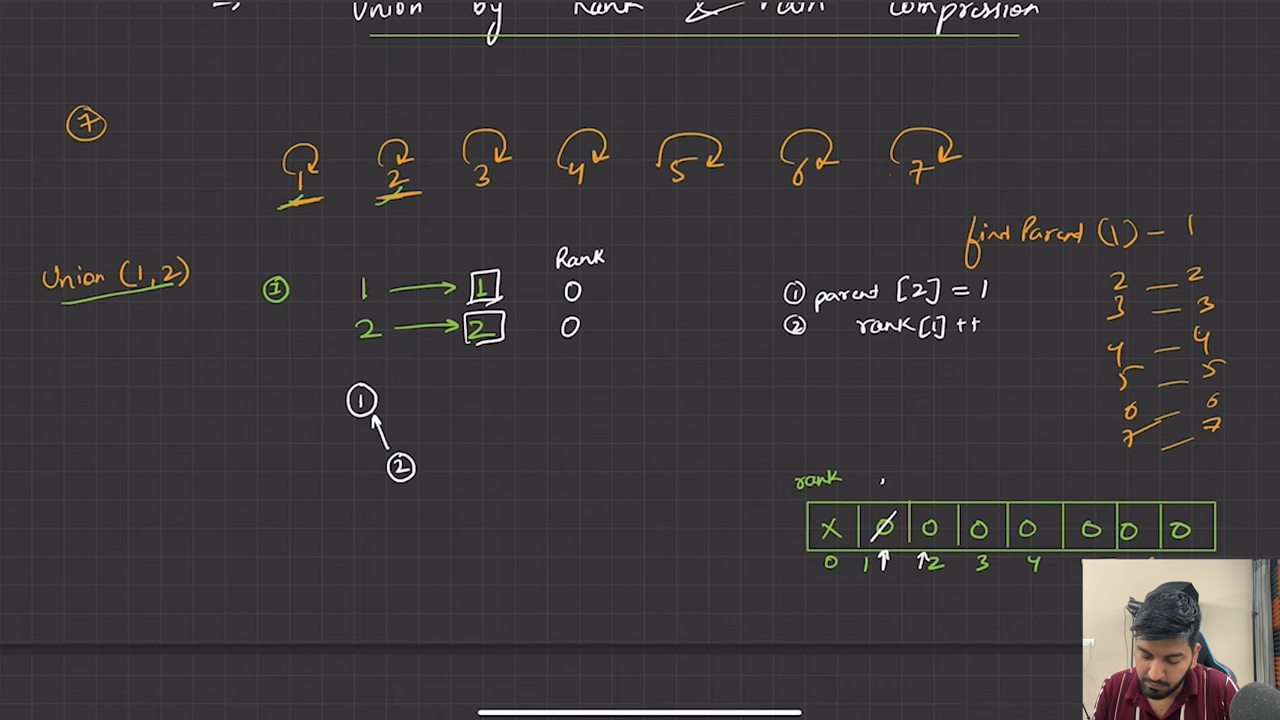 => Union by Rank & Path Compression
7
1 2 3 4 5 6 7
find Parent (1) - 1
2 - 2
3 - 3
4 - 4
5 - 5
6 - 6
7 - 7
Union (1,2)
Rank
① 1 → 1 0
2 → 2 0
① parent [2] = 1
② rank[1] ++
1
2
rank
X 0 0 0 0 0 0 0
0 1 2 3 4